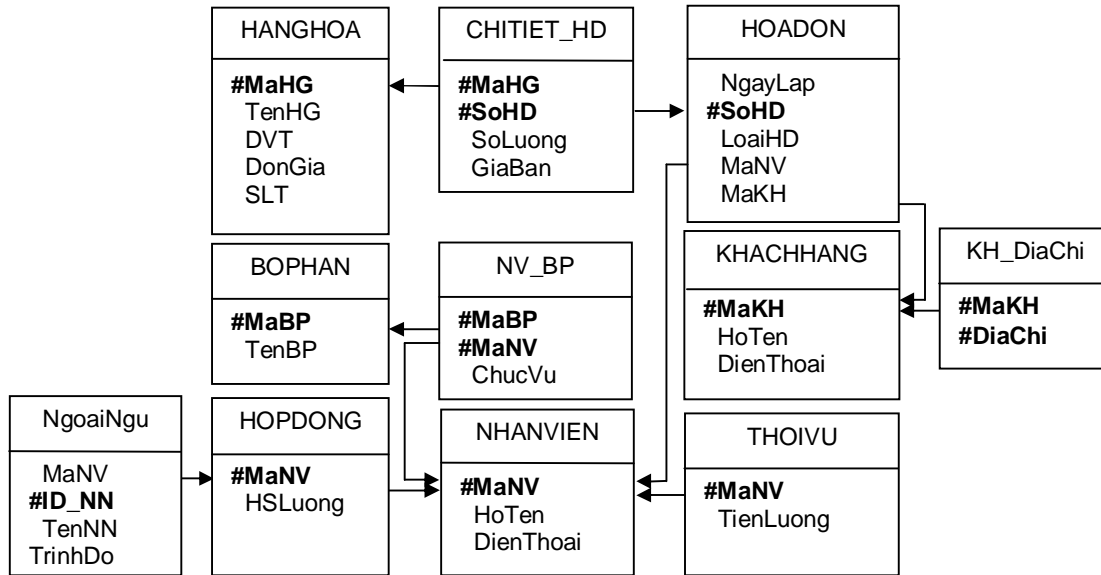 HANGHOA
#MaHG
TenHG
DVT
DonGia
SLT
CHITIET_HD
#MaHG
#SoHD
SoLuong
GiaBan
HOADON
NgayLap
#SoHD
LoaiHD
MaNV
MaKH
BOPHAN
#MaBP
TenBP
NV_BP
#MaBP
#MaNV
ChucVu
KHACHHANG
#MaKH
HoTen
DienThoai
KH_DiaChi
#MaKH
#DiaChi
NgoaiNgu
MaNV
#ID_NN
TenNN
TrinhDo
HOPDONG
#MaNV
HSLuong
NHANVIEN
#MaNV
HoTen
DienThoai
THOIVU
#MaNV
TienLuong